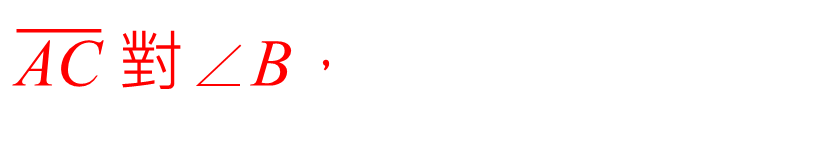 $\overline{AC}$ 對 ∠B，